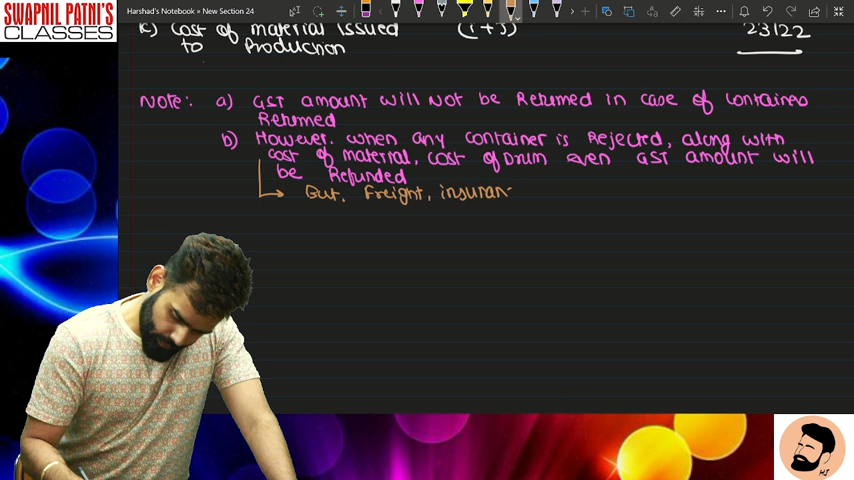 SWAPNIL PATNI'S
CLASSES
Harshad's Notebook » New Section 24
k) Cost of material Issued (i+j) 23122
to Production
Note: a) GST amount will Not be Returned in case of Containers
Returned
b) However, when any container is Rejected, along with
cost of material, cost of Drum even GST amount will
be Refunded
But, Freight, insuran
HJ